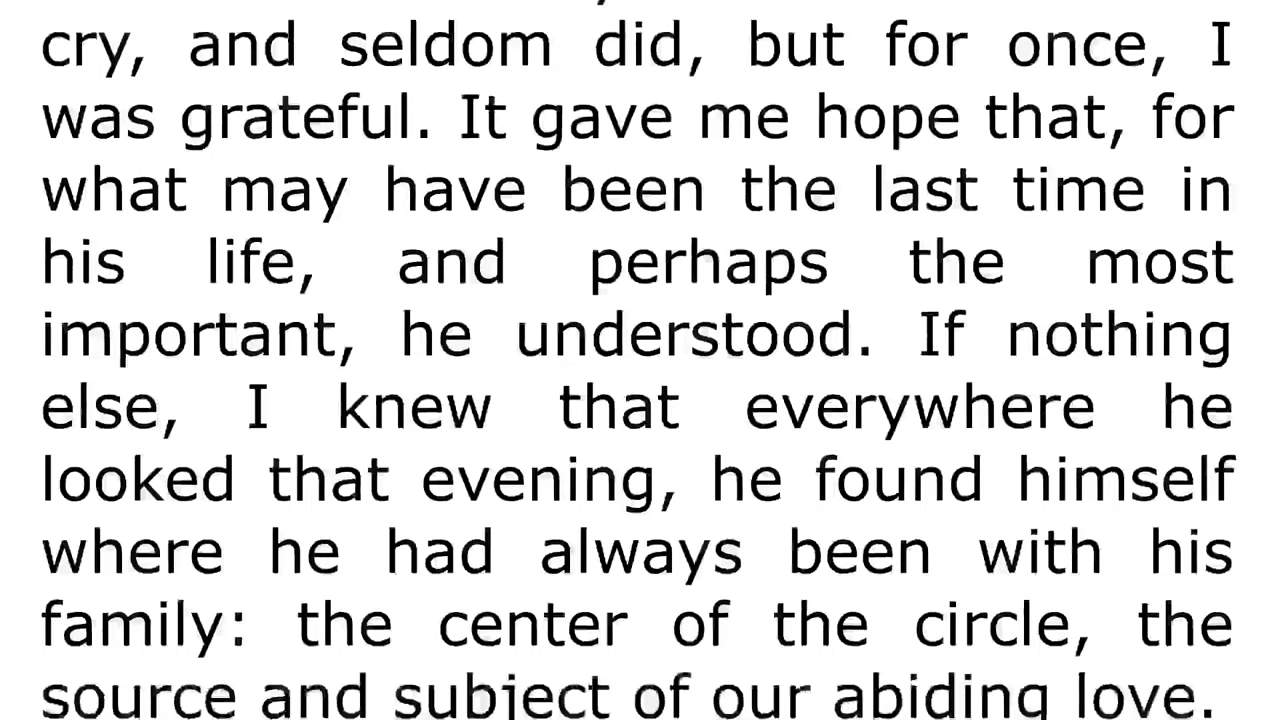 cry, and seldom did, but for once, I
was grateful. It gave me hope that, for
what may have been the last time in
his life, and perhaps the most
important, he understood. If nothing
else, I knew that everywhere he
looked that evening, he found himself
where he had always been with his
family: the center of the circle, the
source and subject of our abiding love.